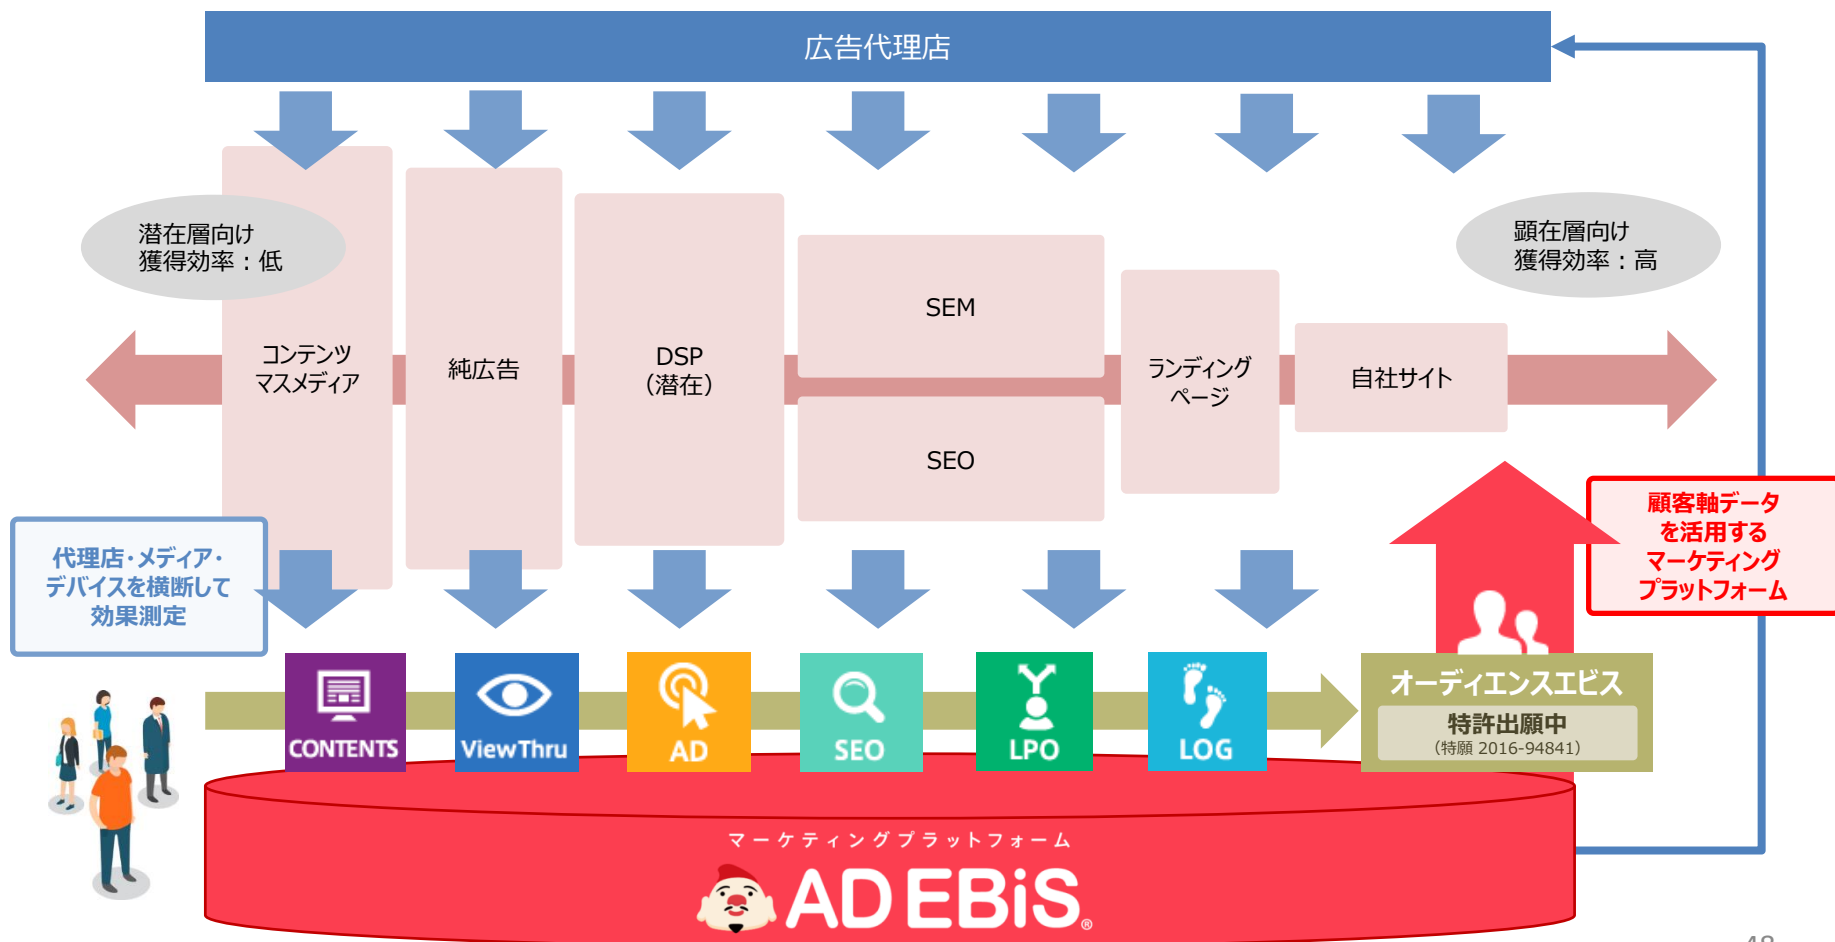 広告代理店
潜在層向け
獲得効率：低
顕在層向け
獲得効率：高
コンテンツ
マスメディア
純広告
DSP
（潜在）
SEM
SEO
ランディング
ページ
自社サイト
代理店・メディア・
デバイスを横断して
効果測定
顧客軸データ
を活用する
マーケティング
プラットフォーム
CONTENTS
ViewThru
AD
SEO
LPO
LOG
オーディエンスエビス
特許出願中
（特願 2016-94841）
マーケティングプラットフォーム
AD EBiS®